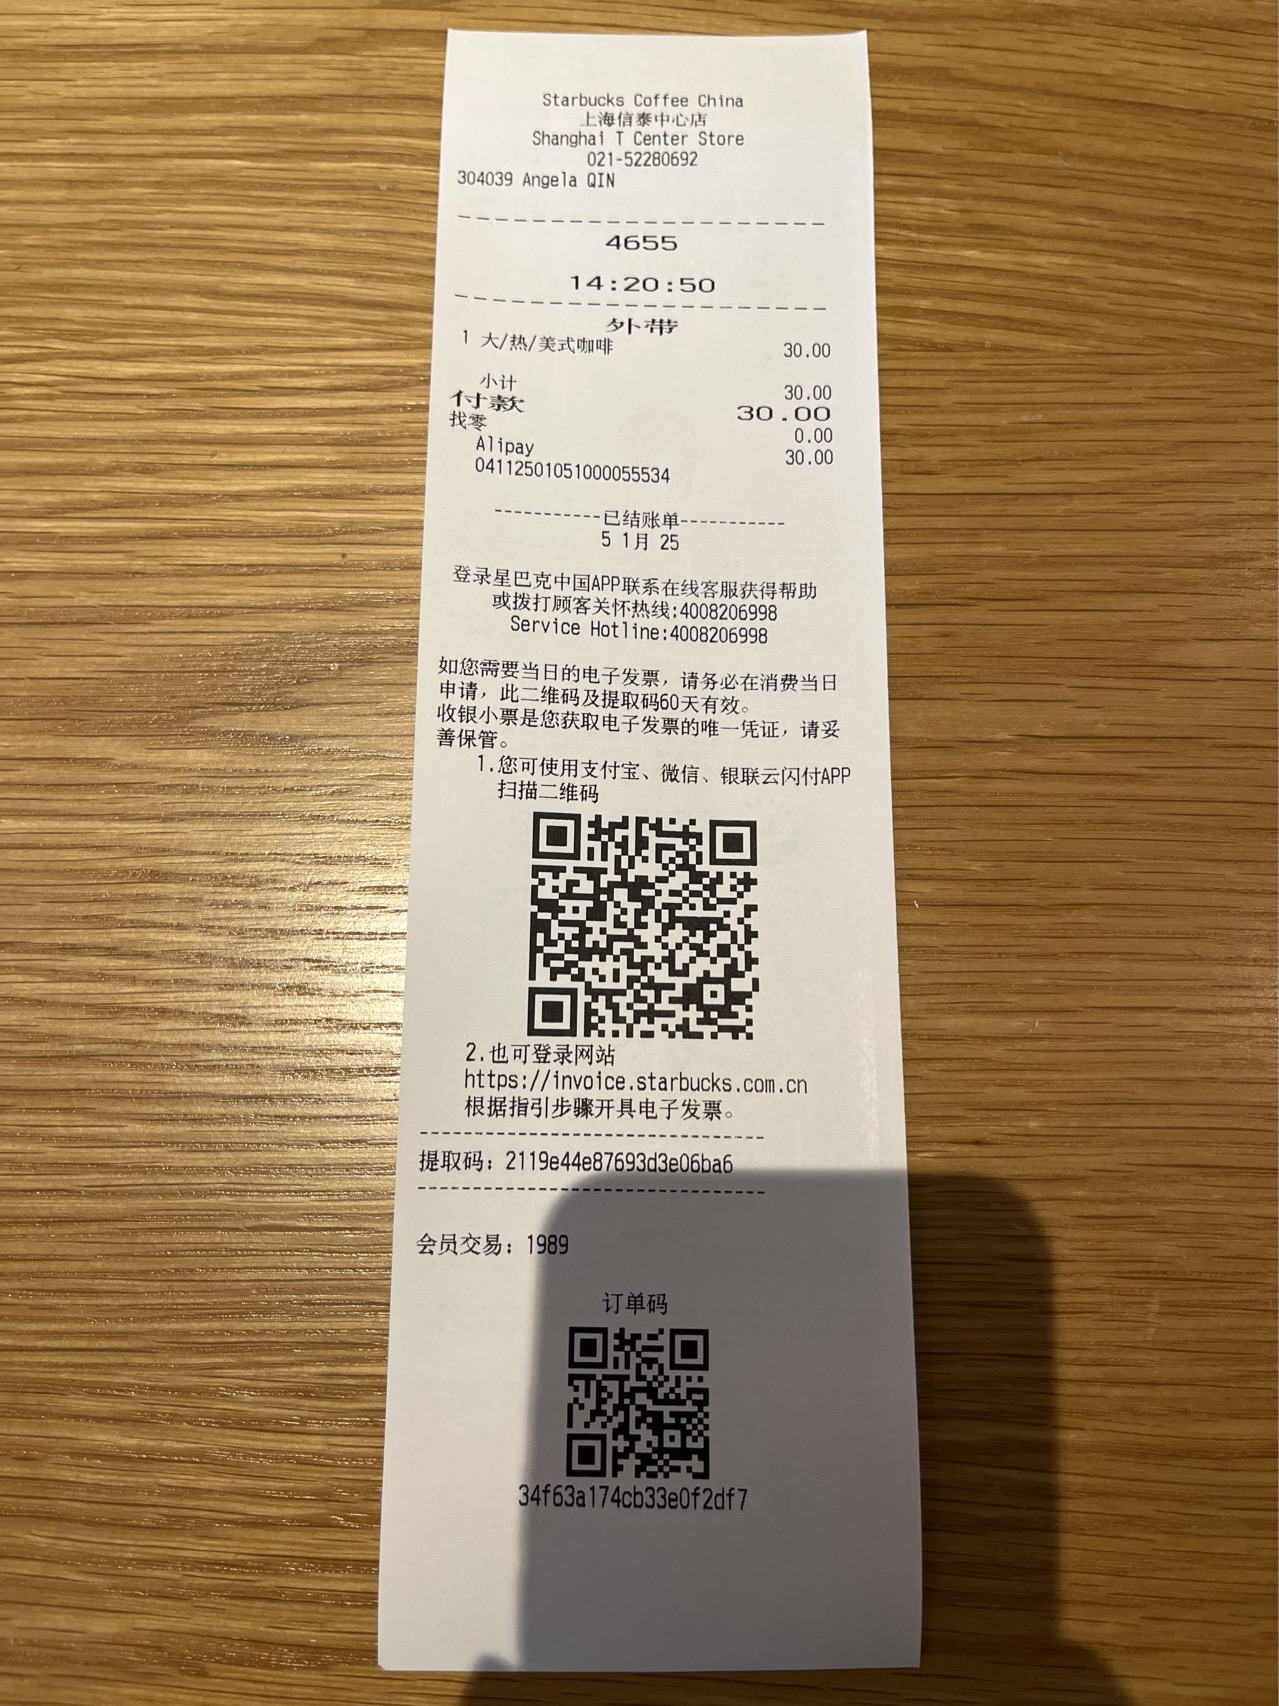 Starbucks Coffee China
上海信泰中心店
Shanghai T Center Store
021-52280692
304039 Angela QIN
4655
14:20:50
外带
1 大/热/美式咖啡 30.00
小计 30.00
付款 30.00
找零 0.00
Alipay 30.00
04112501051000055534
-----------已结账单-----------
5 1月 25
登录星巴克中国APP联系在线客服获得帮助
或拨打顾客关怀热线:4008206998
Service Hotline:4008206998
如您需要当日的电子发票，请务必在消费当日
申请，此二维码及提取码60天有效。
收银小票是您获取电子发票的唯一凭证，请妥
善保管。
1.您可使用支付宝、微信、银联云闪付APP
扫描二维码
2.也可登录网站
https://invoice.starbucks.com.cn
根据指引步骤开具电子发票。
提取码：2119e44e87693d3e06ba6
会员交易：1989
订单码
34f63a174cb33e0f2df7